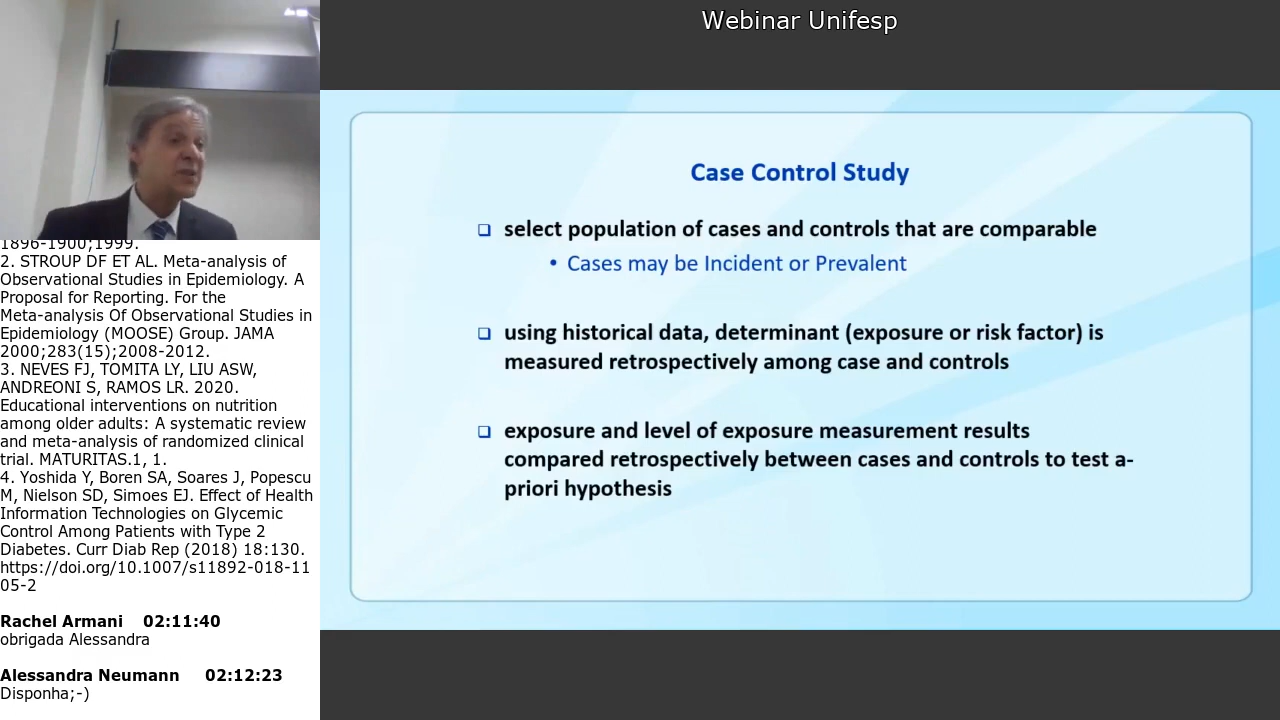 Webinar Unifesp
1896-1900;1999.
2. STROUP DF ET AL. Meta-analysis of
Observational Studies in Epidemiology. A
Proposal for Reporting. For the
Meta-analysis Of Observational Studies in
Epidemiology (MOOSE) Group. JAMA
2000;283(15);2008-2012.
3. NEVES FJ, TOMITA LY, LIU ASW,
ANDREONI S, RAMOS LR. 2020.
Educational interventions on nutrition
among older adults: A systematic review
and meta-analysis of randomized clinical
trial. MATURITAS.1, 1.
4. Yoshida Y, Boren SA, Soares J, Popescu
M, Nielson SD, Simoes EJ. Effect of Health
Information Technologies on Glycemic
Control Among Patients with Type 2
Diabetes. Curr Diab Rep (2018) 18:130.
https://doi.org/10.1007/s11892-018-11
05-2
Rachel Armani 02:11:40
obrigada Alessandra
Alessandra Neumann 02:12:23
Disponha;-)
Case Control Study
select population of cases and controls that are comparable
• Cases may be Incident or Prevalent
using historical data, determinant (exposure or risk factor) is
measured retrospectively among case and controls
exposure and level of exposure measurement results
compared retrospectively between cases and controls to test a-
priori hypothesis